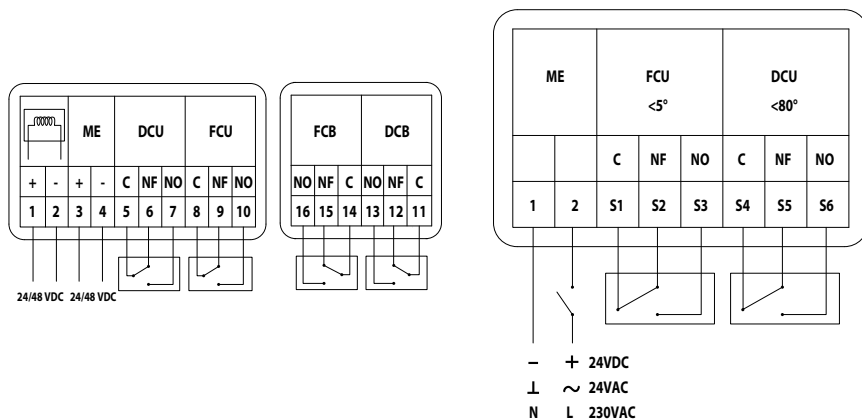 ME DCU FCU
+ - + - C NF NO C NF NO
1 2 3 4 5 6 7 8 9 10
24/48 VDC 24/48 VDC
FCB DCB
NO NF C NO NF C
16 15 14 13 12 11
ME FCU DCU
<5° <80°
C NF NO C NF NO
1 2 S1 S2 S3 S4 S5 S6
- + 24VDC
⊥ ~ 24VAC
N L 230VAC